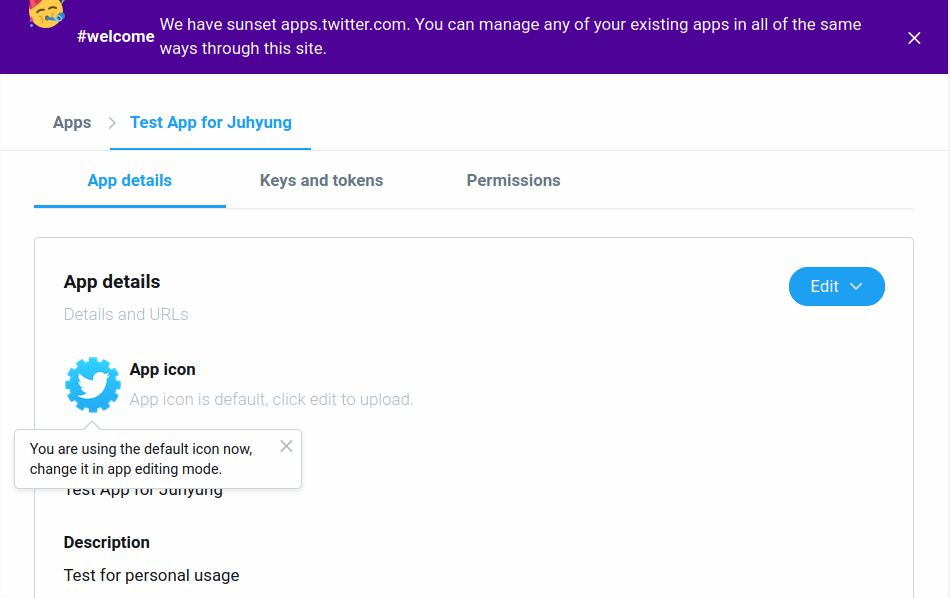 #welcome
We have sunset apps.twitter.com. You can manage any of your existing apps in all of the same
ways through this site.
Apps
Test App for Juhyung
App details
Keys and tokens
Permissions
App details
Edit
Details and URLs
App icon
App icon is default, click edit to upload.
You are using the default icon now,
change it in app editing mode.
Test App for Juhyung
Description
Test for personal usage